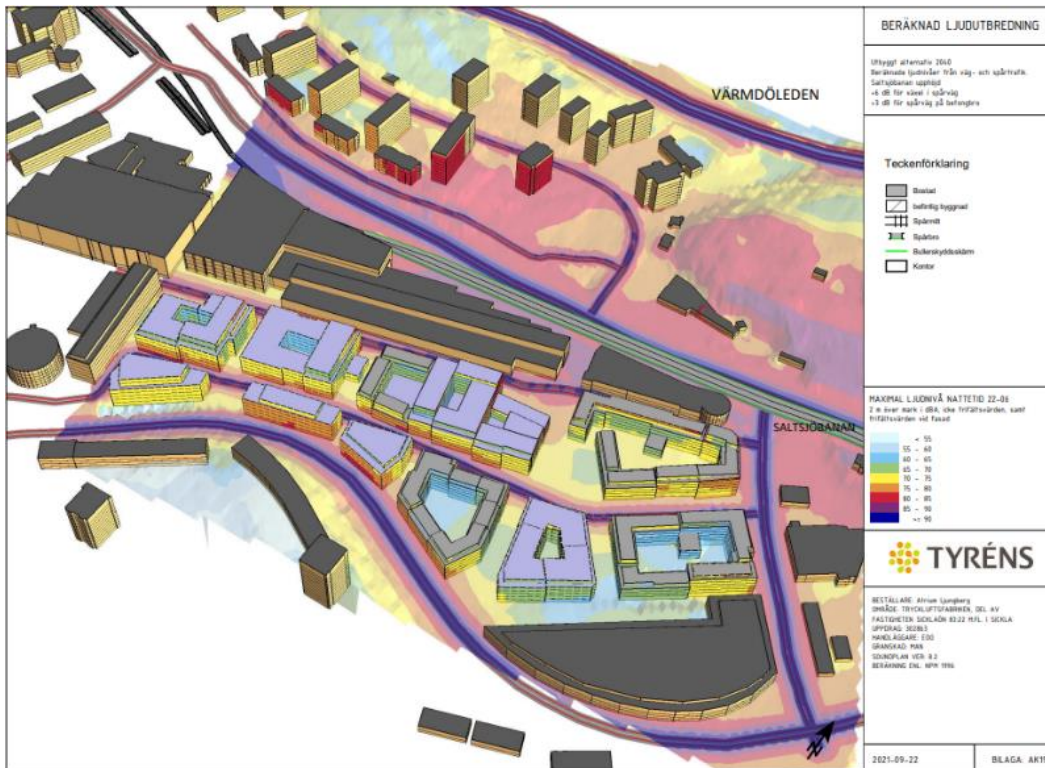 BERÄKNAD LJUDUTBREDNING
Utbyggt alternativ 2040
Beräknade ljudnivåer från väg- och spårtrafik.
Saltsjöbanan upphöjd
+6 dB för växel i spårväg
+3 dB för spårväg på betongbro
VÄRMDÖLEDEN
Teckenförklaring
Bostad
befintlig byggnad
Spårmitt
Spårbro
Bullerskyddsskärm
Kontor
MAXIMAL LJUDNIVÅ NATTETID 22-06
2 m över mark i dBA, icke frifältsvärden, samt
frifältsvärden vid fasad
< 55
55 - 60
60 - 65
65 - 70
70 - 75
75 - 80
80 - 85
85 - 90
>= 90
SALTSJÖBANAN
TYRÉNS
BESTÄLLARE: Atrium Ljungberg
OMRÅDE: TRYCKLUFTSFABRIKEN, DEL AV
FASTIGHETEN SICKLAÖN 83:22 M.FL. I SICKLA
UPPDRAG: 302863
HANDLÄGGARE: EDD
GRANSKAD: MAN
SOUNDPLAN VER: 8.2
BERÄKNING ENL: NPM 1996
N
2021-09-22
BILAGA: AK1